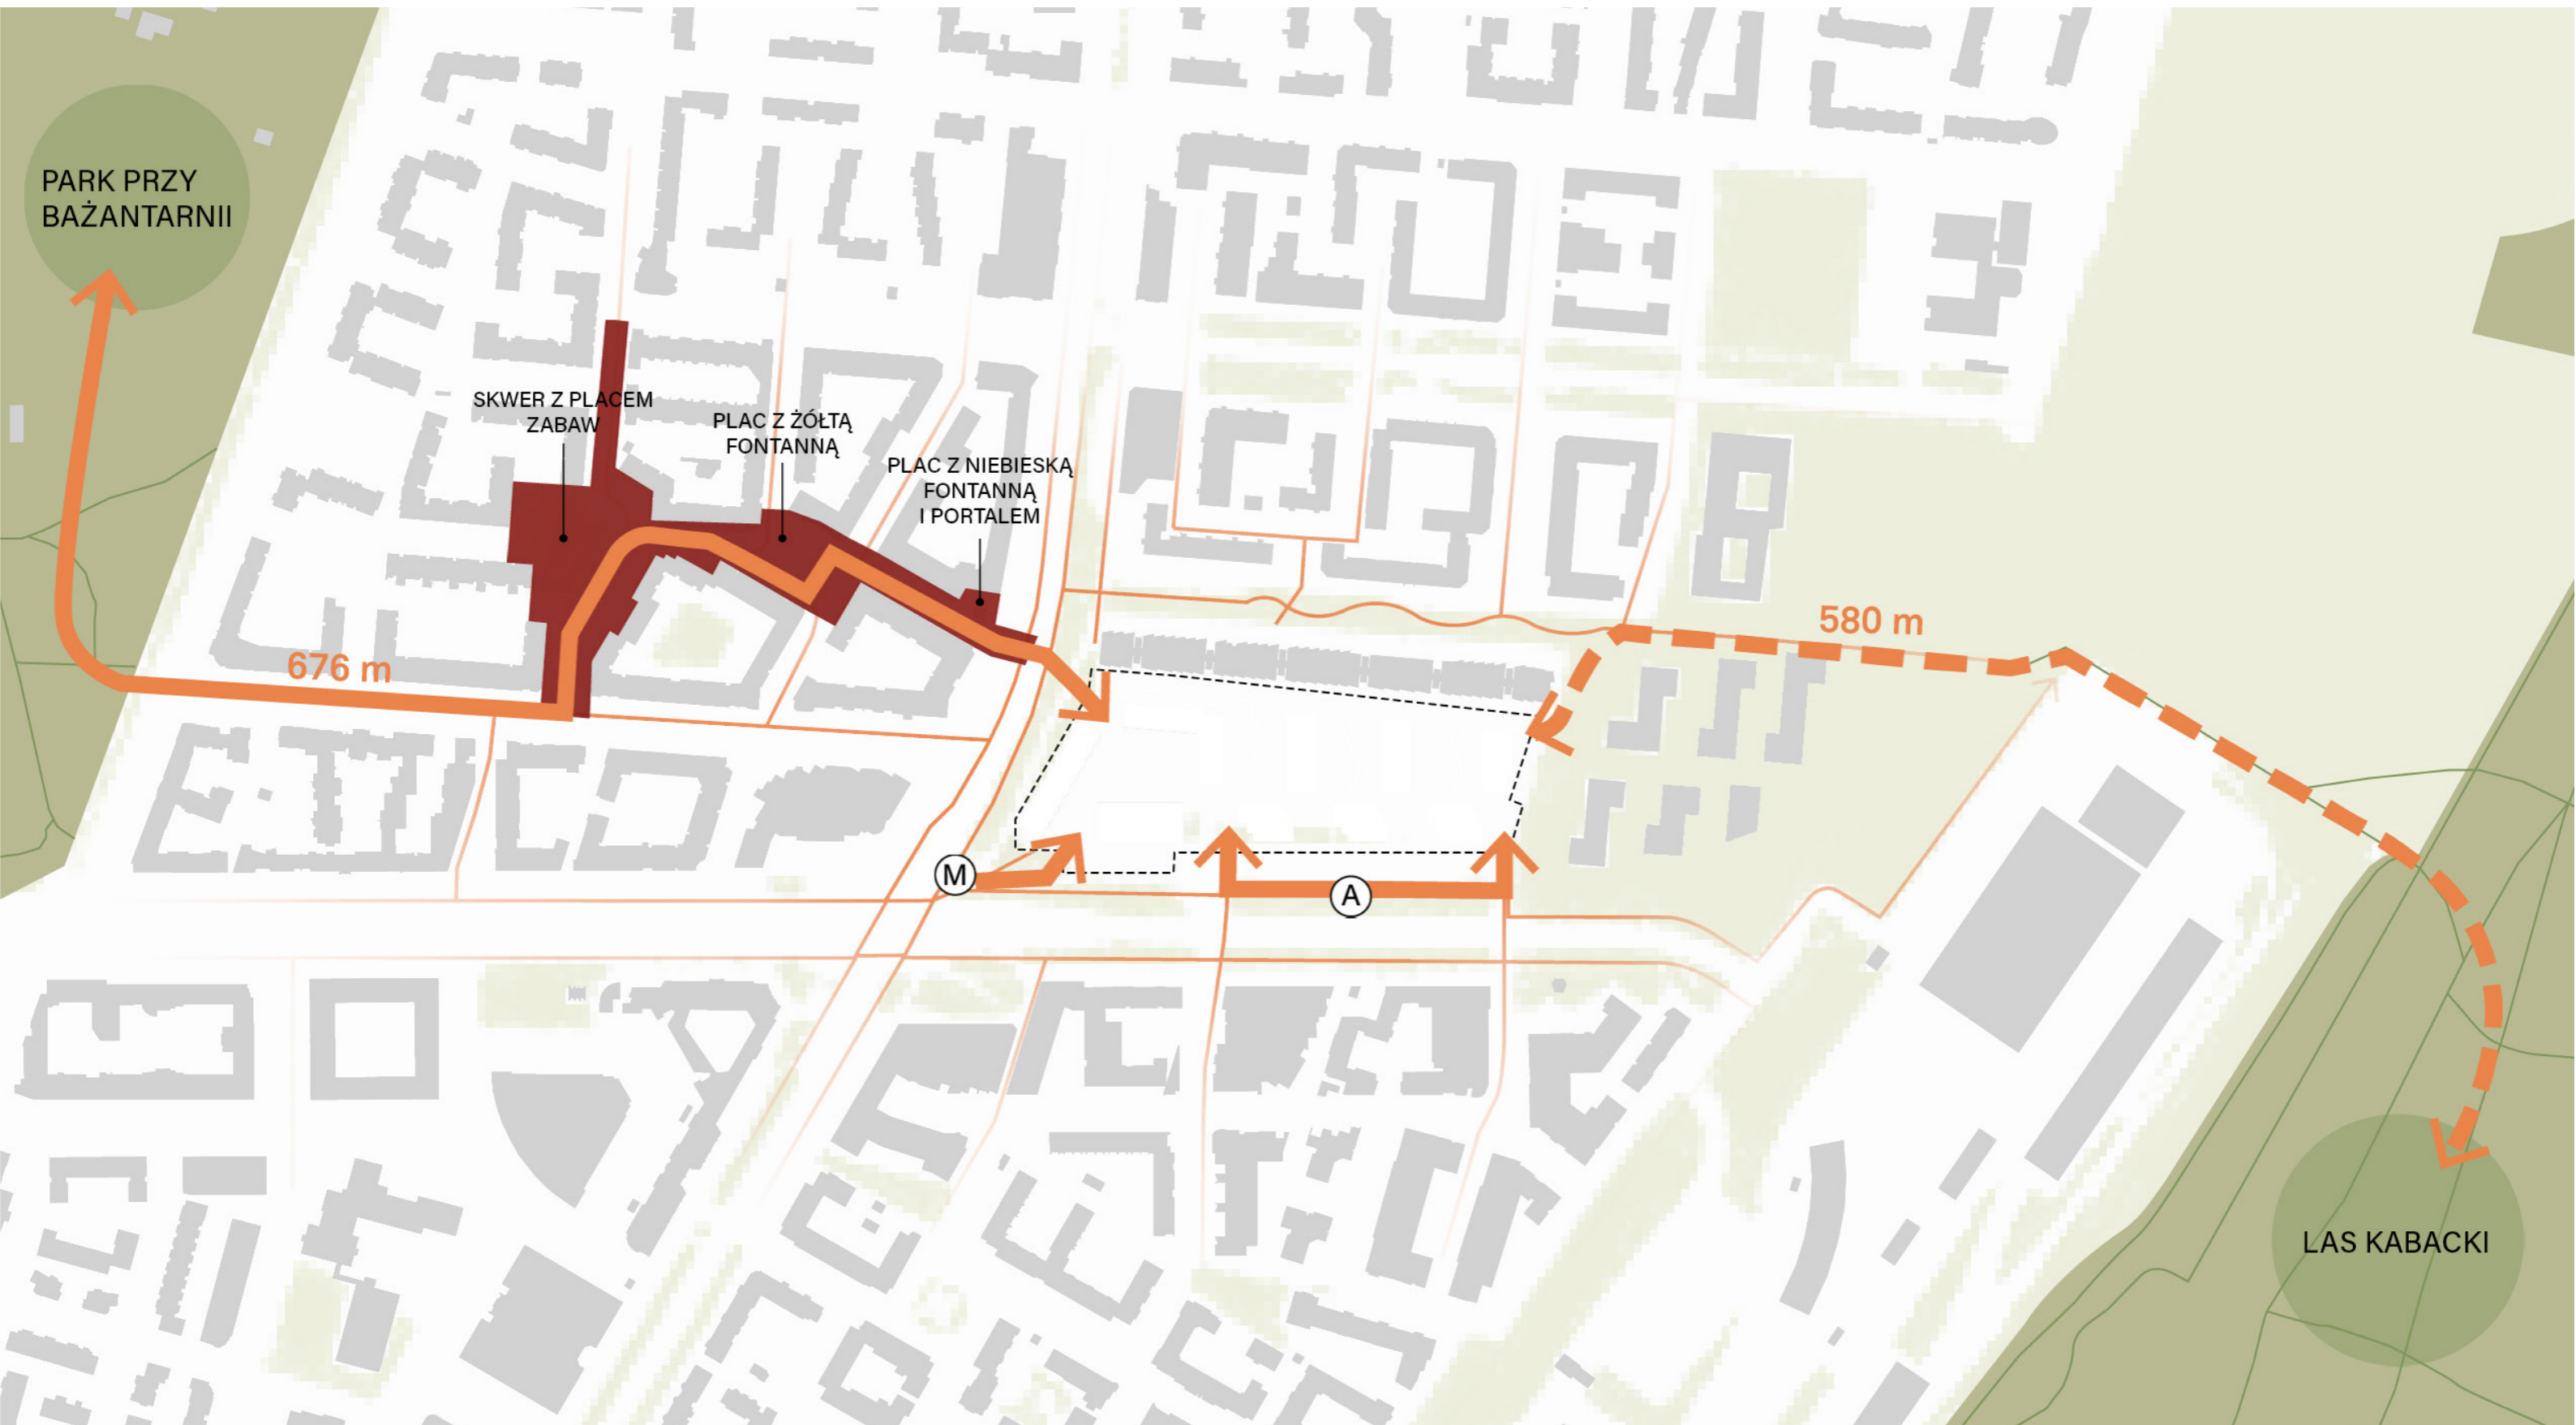 PARK PRZY
BAŻANTARNII
SKWER Z PLACEM
ZABAW
PLAC Z ŻÓŁTĄ
FONTANNĄ
PLAC Z NIEBIESKĄ
FONTANNĄ
I PORTALEM
676 m
580 m
M
A
LAS KABACKI